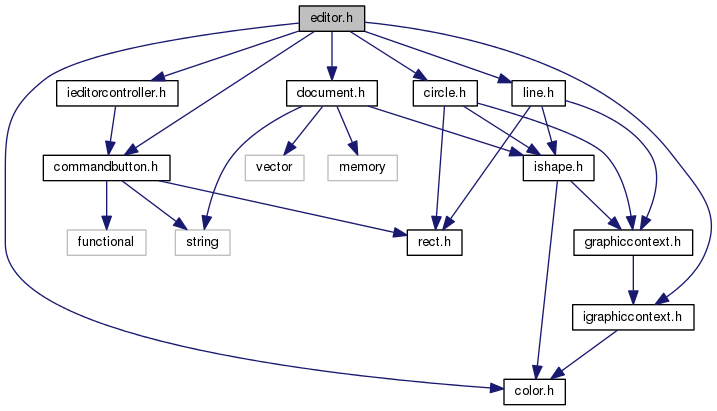 editor.h
ieditorcontroller.h
document.h
circle.h
line.h
commandbutton.h
vector
memory
ishape.h
functional
string
rect.h
graphiccontext.h
igraphiccontext.h
color.h